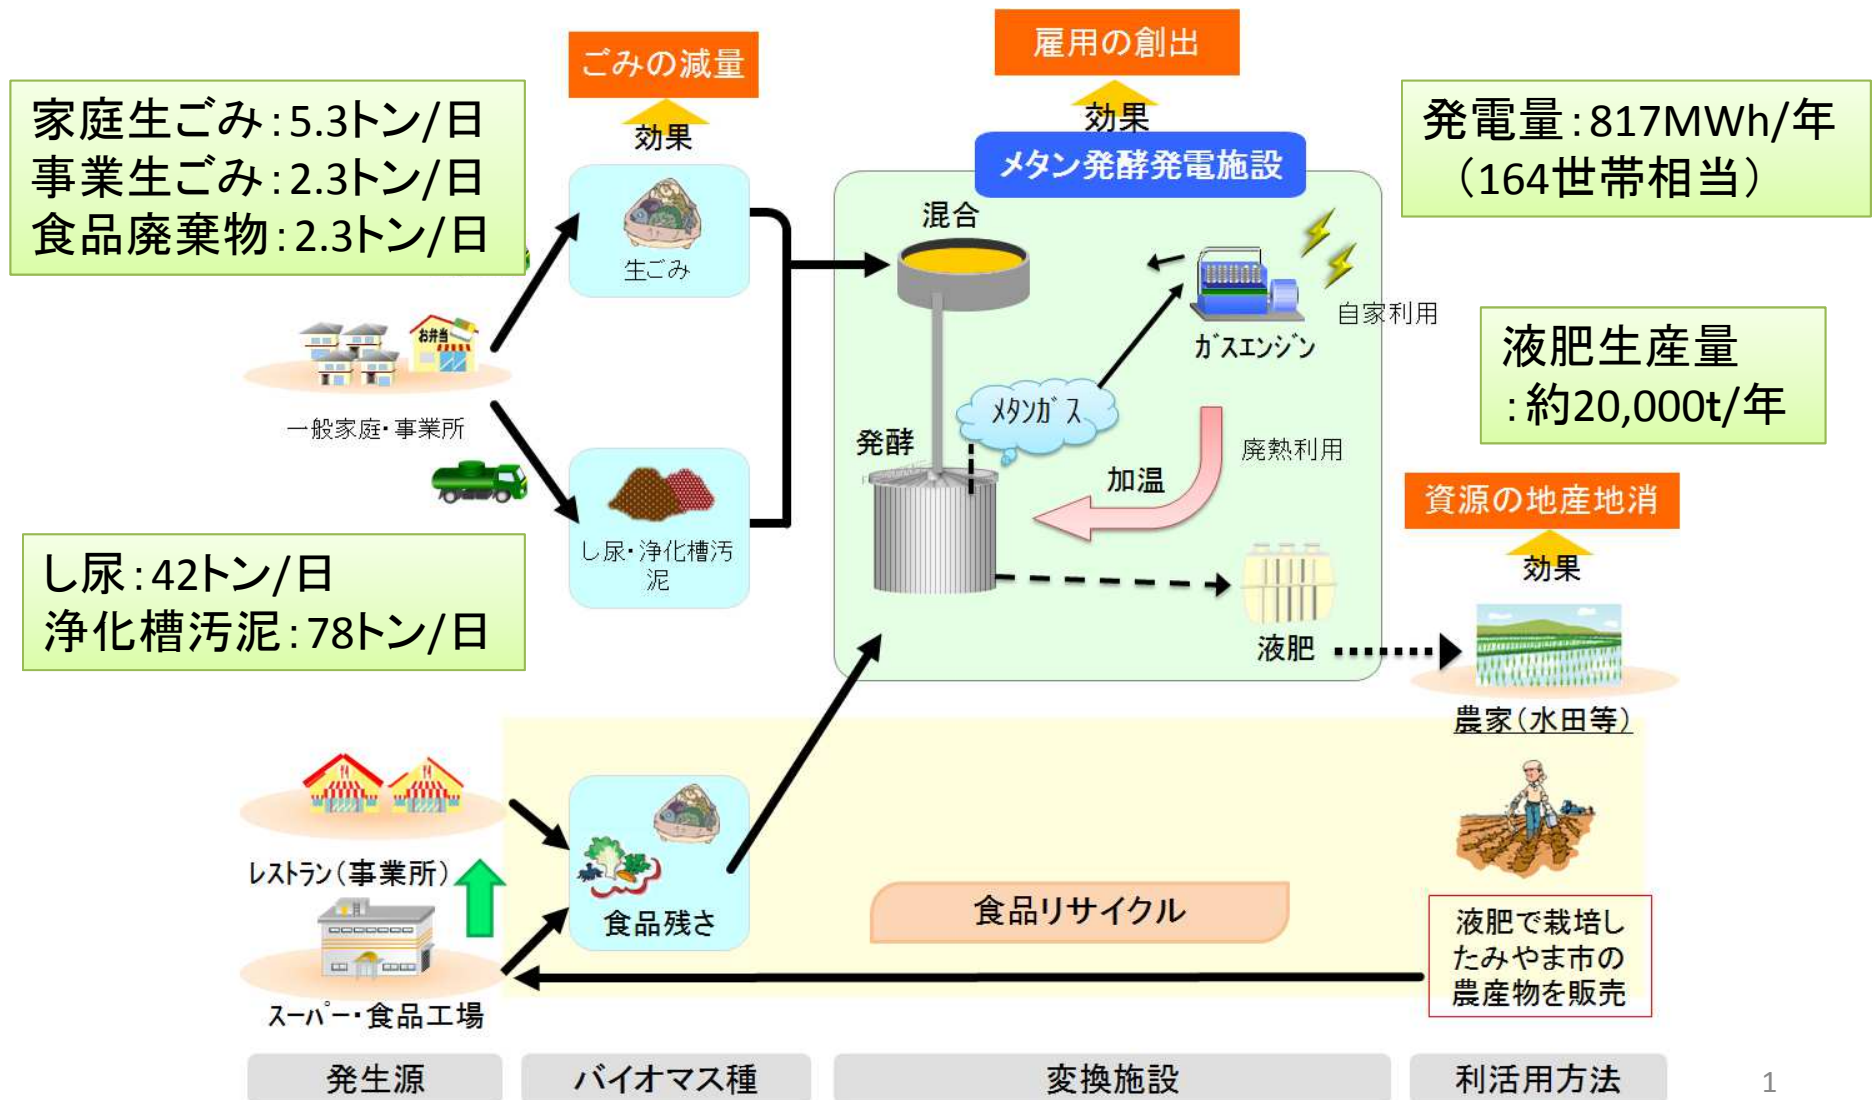 ごみの減量
効果
雇用の創出
効果
家庭生ごみ:5.3トン/日
事業生ごみ:2.3トン/日
食品廃棄物:2.3トン/日
発電量:817MWh/年
(164世帯相当)
メタン発酵発電施設
生ごみ
混合
自家利用
ガスエンジン
お弁当
一般家庭・事業所
メタンガス
発酵
廃熱利用
加温
液肥生産量
:約20,000t/年
し尿・浄化槽汚
泥
し尿:42トン/日
浄化槽汚泥:78トン/日
資源の地産地消
効果
液肥
農家(水田等)
レストラン(事業所)
食品残さ
スーパー・食品工場
食品リサイクル
液肥で栽培し
たみやま市の
農産物を販売
発生源
バイオマス種
変換施設
利活用方法
1